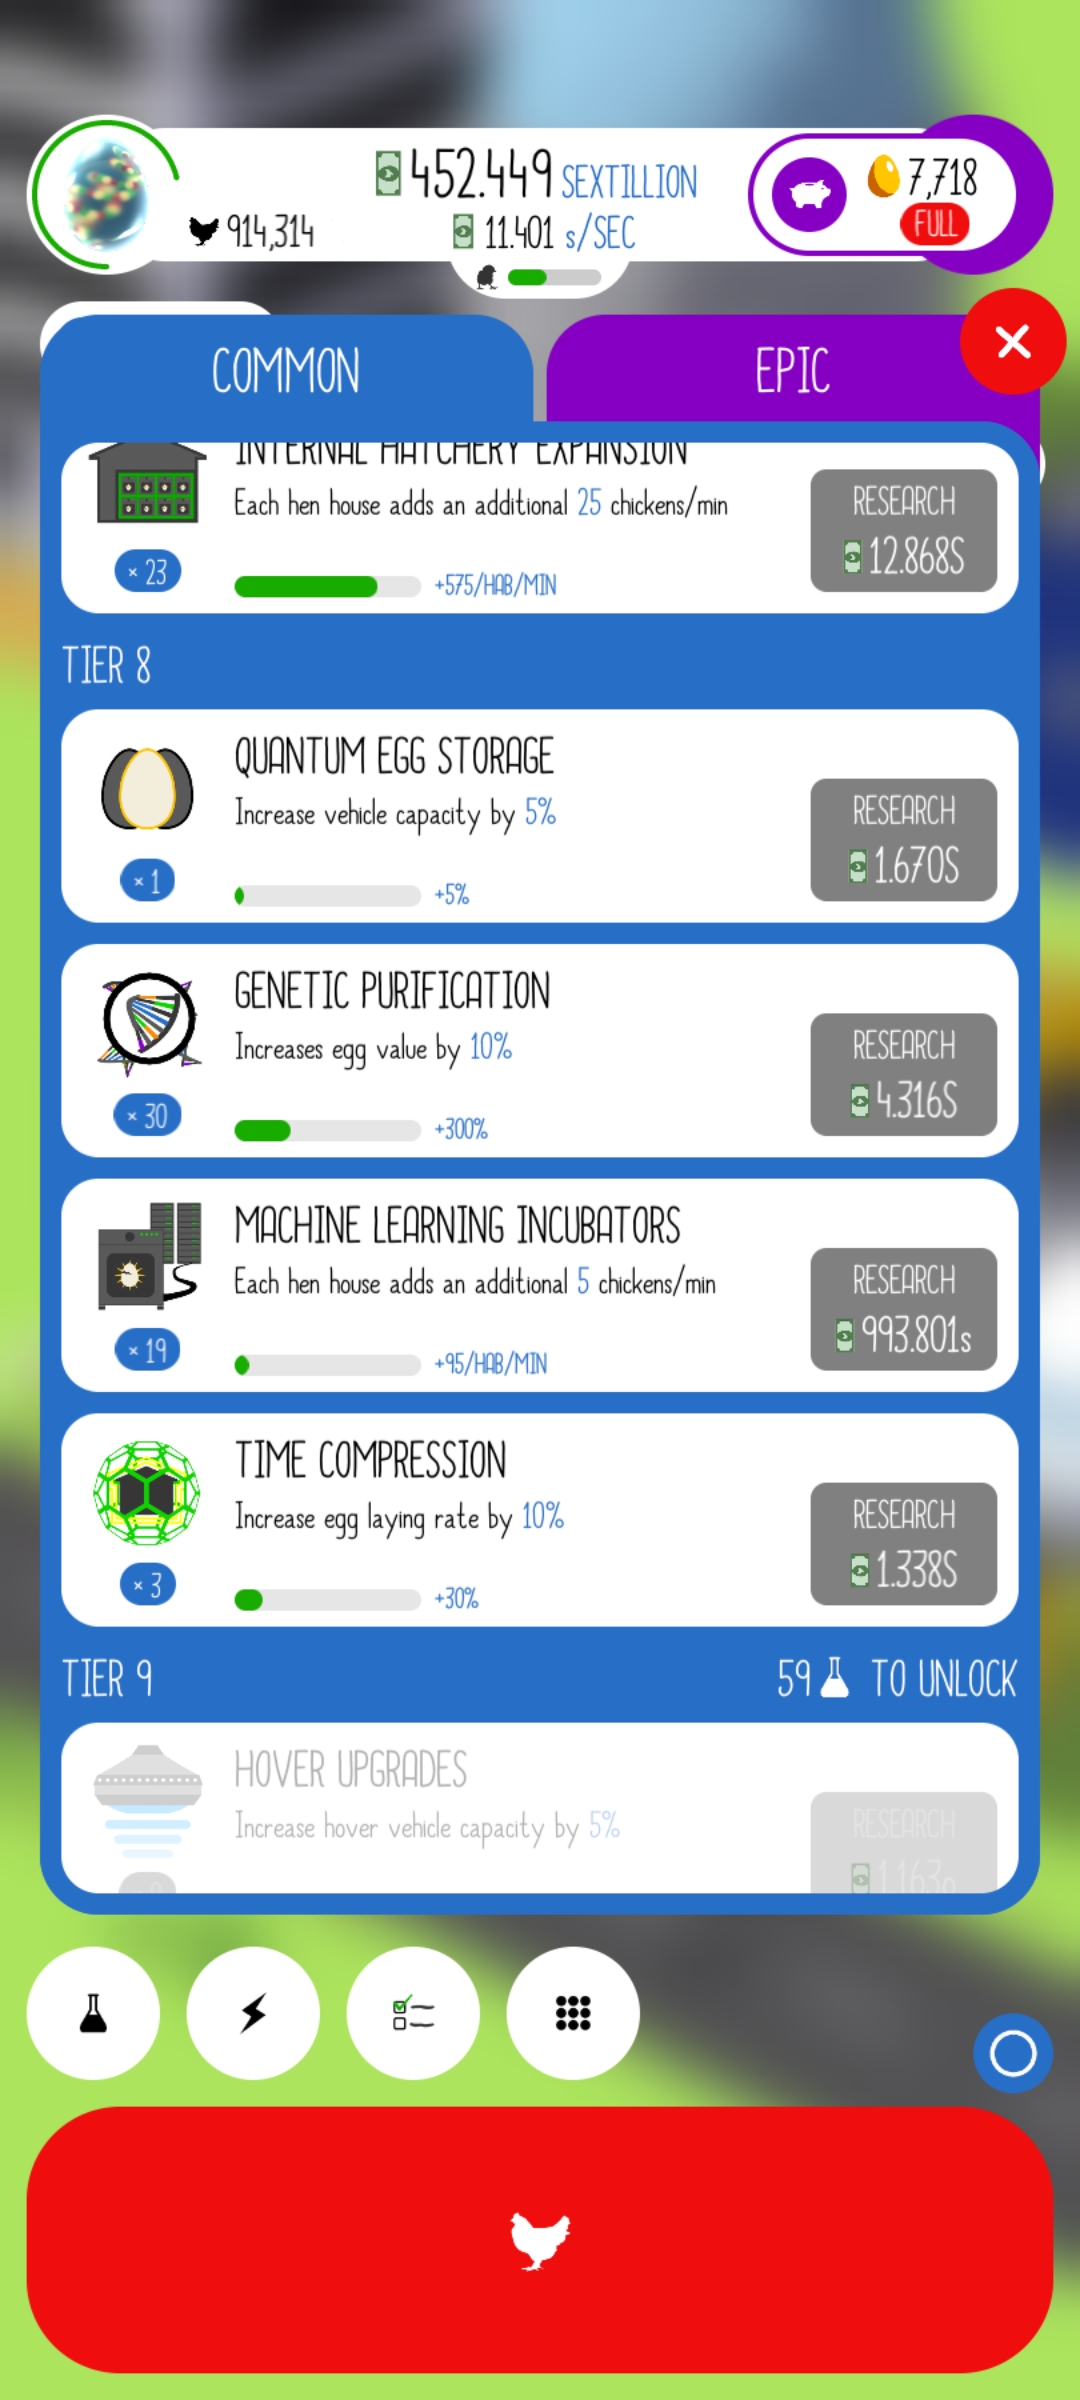 452.449 SEXTILLION
914,314
11.401 s/SEC
7,718
FULL
COMMON
EPIC
INTERNAL HATCHERY EXPANSION
Each hen house adds an additional 25 chickens/min
RESEARCH
12.868S
× 23
+575/HAB/MIN
TIER 8
QUANTUM EGG STORAGE
Increase vehicle capacity by 5%
RESEARCH
1.670S
× 1
+5%
GENETIC PURIFICATION
Increases egg value by 10%
RESEARCH
4.316S
× 30
+300%
MACHINE LEARNING INCUBATORS
Each hen house adds an additional 5 chickens/min
RESEARCH
993.801s
× 19
+95/HAB/MIN
TIME COMPRESSION
Increase egg laying rate by 10%
RESEARCH
1.338S
× 3
+30%
TIER 9
59 TO UNLOCK
HOVER UPGRADES
Increase hover vehicle capacity by 5%
RESEARCH